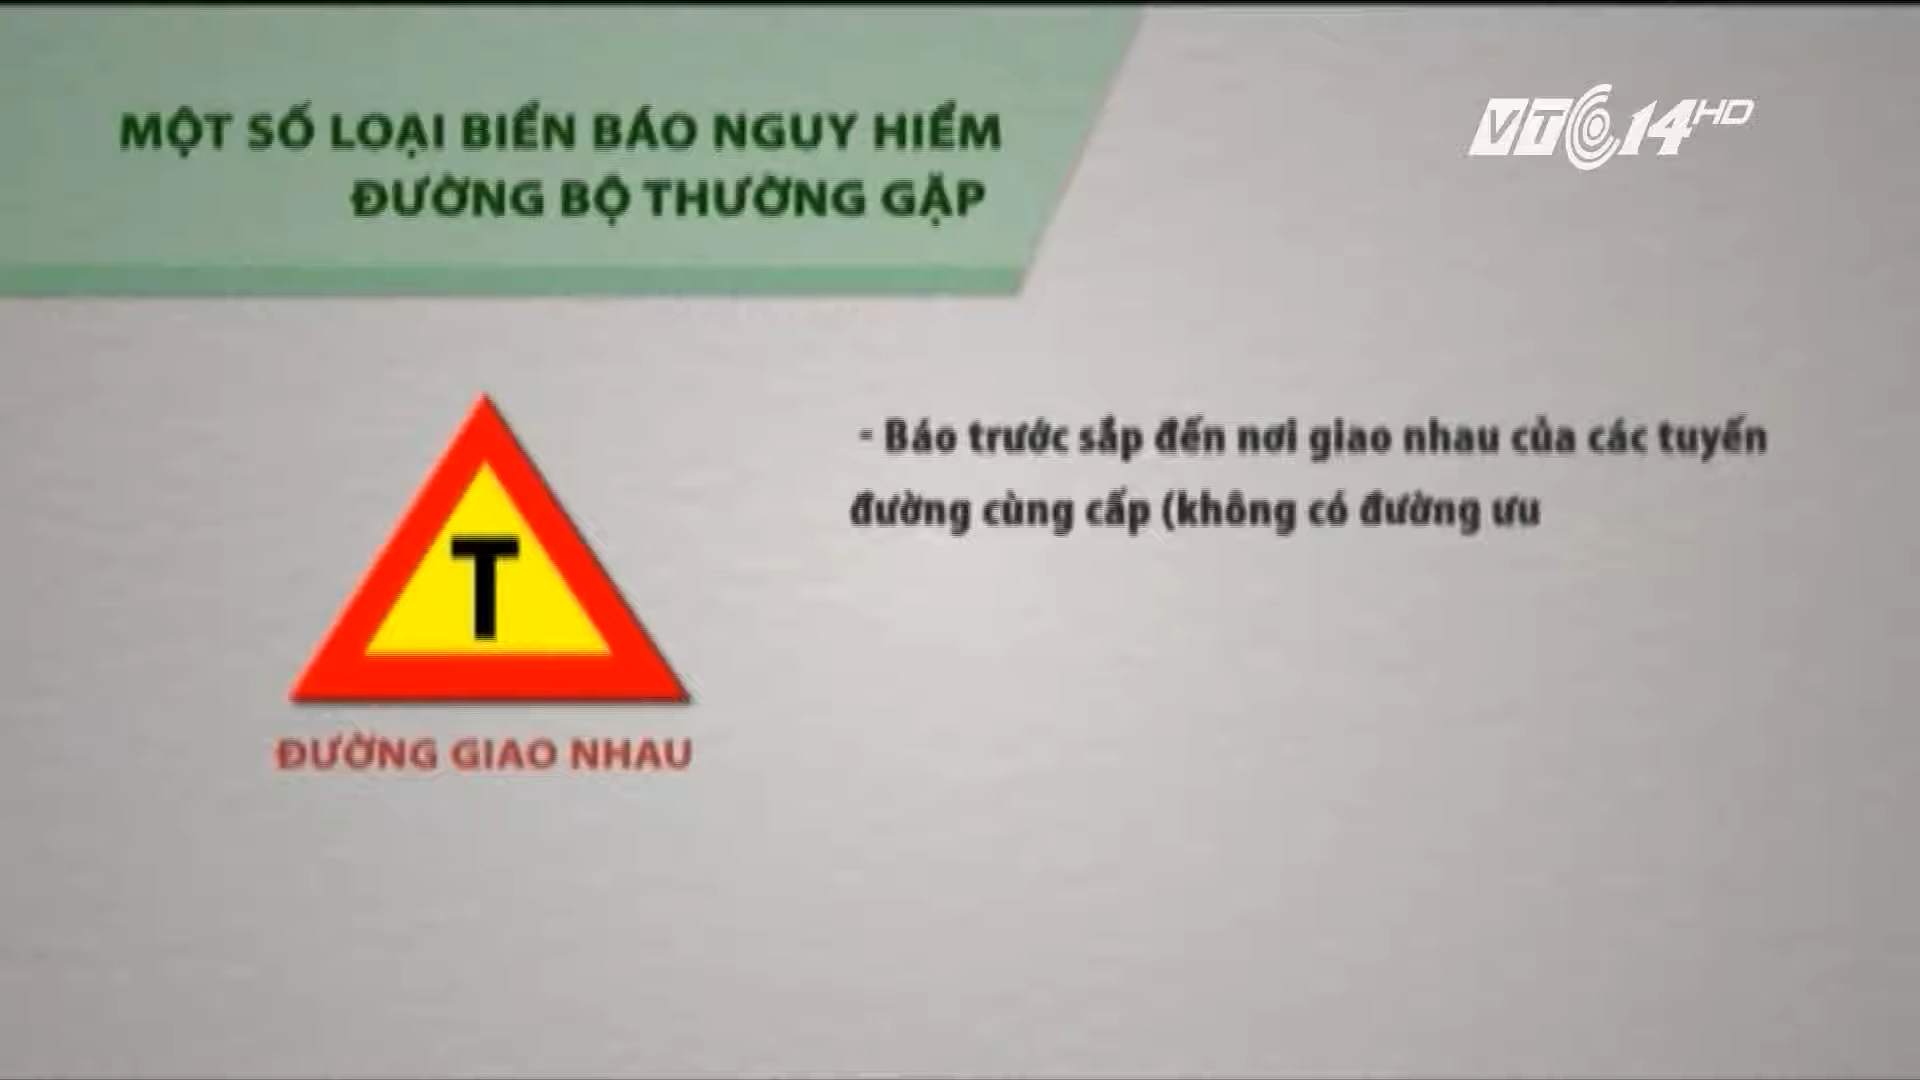 MỘT SỐ LOẠI BIỂN BÁO NGUY HIỂM
ĐƯỜNG BỘ THƯỜNG GẶP
VTC14HD
- Báo trước sắp đến nơi giao nhau của các tuyến
đường cùng cấp (không có đường ưu
T
ĐƯỜNG GIAO NHAU